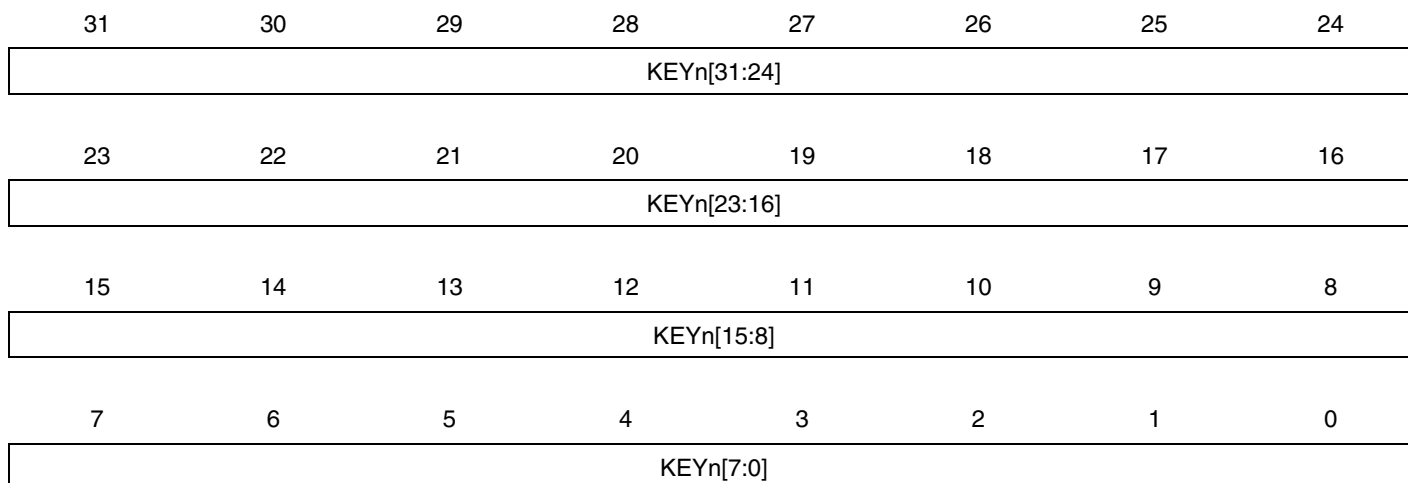 31 30 29 28 27 26 25 24
KEYn[31:24]
23 22 21 20 19 18 17 16
KEYn[23:16]
15 14 13 12 11 10 9 8
KEYn[15:8]
7 6 5 4 3 2 1 0
KEYn[7:0]